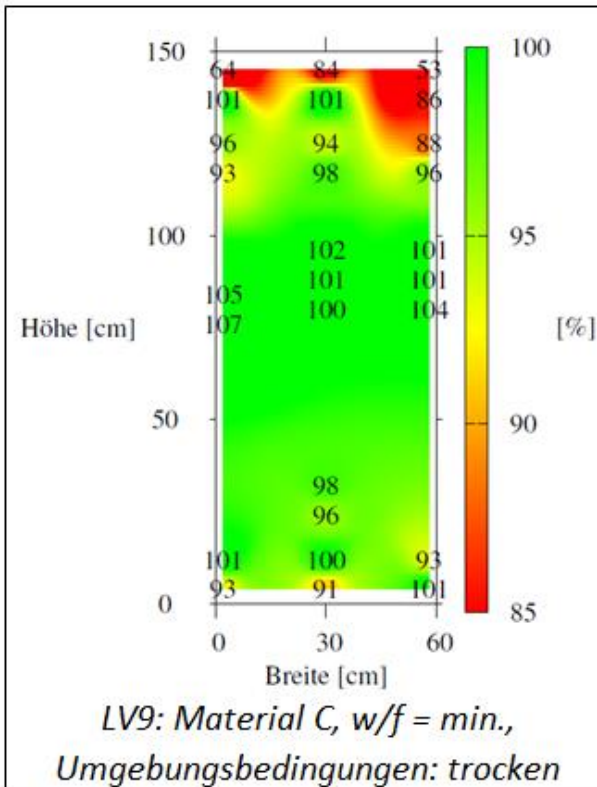 150
100
64 84 53
101 101 86
96 94 88
93 98 96
100
95
102 101
101 101
105
100 104
107
Höhe [cm]
[%]
50
90
98
96
101 100 93
93 91 101
0
85
0 30 60
Breite [cm]
LV9: Material C, w/f = min.,
Umgebungsbedingungen: trocken